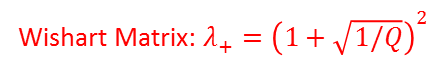 Wishart Matrix: λ₊ = (1 + √1/Q)²